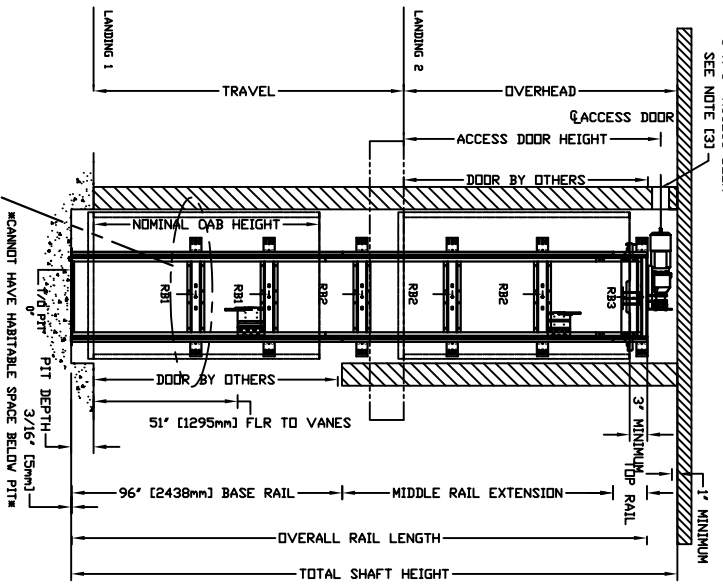 SEE NOTE [3]
LANDING 1
LANDING 2
TRAVEL
OVERHEAD
℄ACCESS DOOR
ACCESS DOOR HEIGHT
DOOR BY OTHERS
NOMINAL CAB HEIGHT
RB1
RB1
RB2
RB2
RB2
RB3
T/O PIT
0"
PIT DEPTH
3/16" [5mm]
*CANNOT HAVE HABITABLE SPACE BELOW PIT*
DOOR BY OTHERS
51" [1295mm] FLR TO VANES
3" MINIMUM
TOP RAIL
1" MINIMUM
96" [2438mm] BASE RAIL
MIDDLE RAIL EXTENSION
OVERALL RAIL LENGTH
TOTAL SHAFT HEIGHT